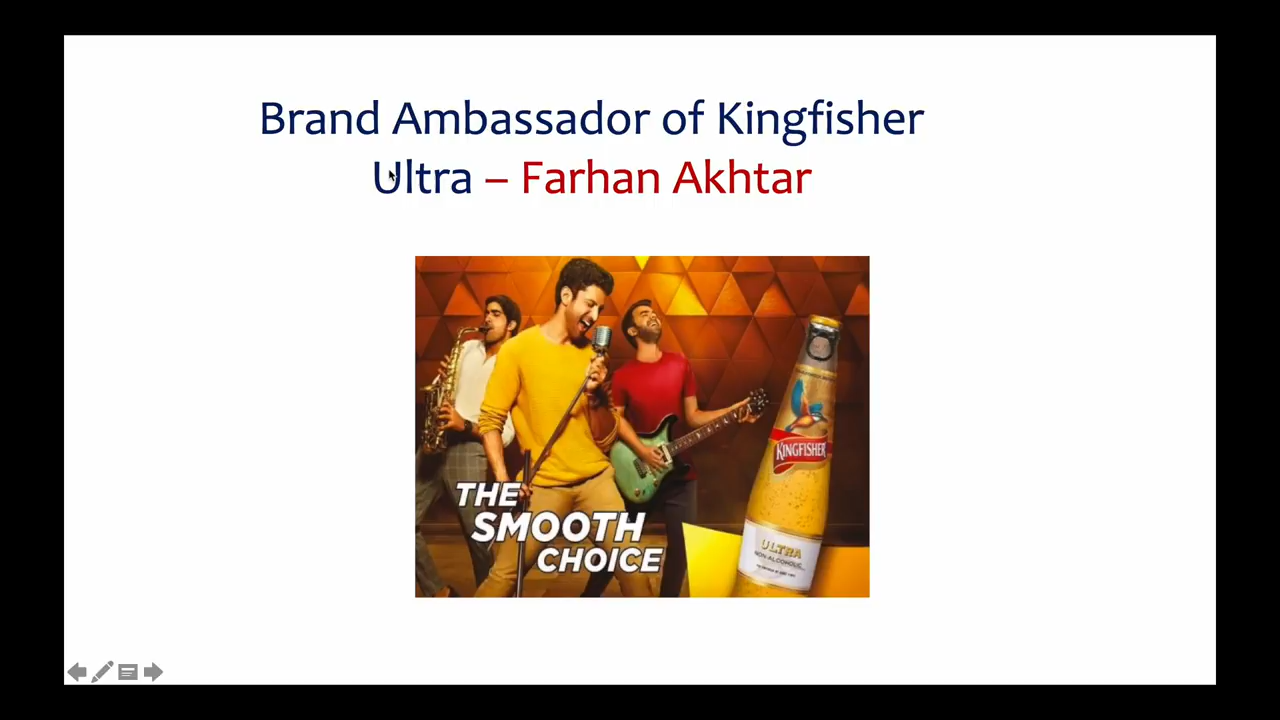 Brand Ambassador of Kingfisher
Ultra – Farhan Akhtar
KINGFISHER
THE
SMOOTH
CHOICE
ULTRA
NON ALCOHOLIC